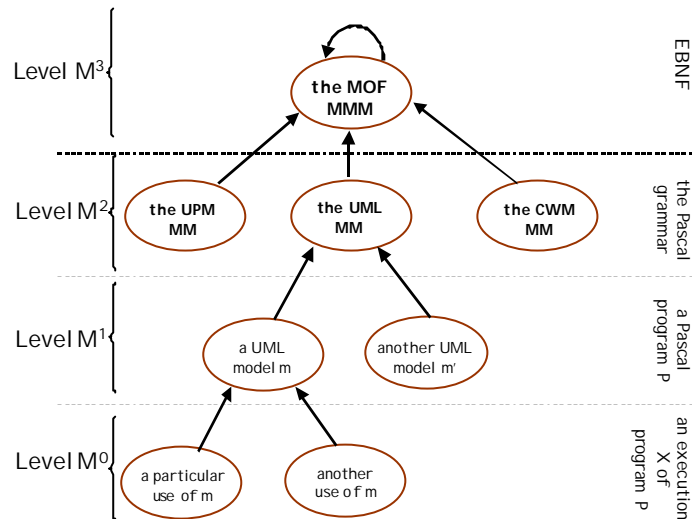 Level M3
the MOF
MMM
EBNF
Level M2
the UPM
MM
the UML
MM
the CWM
MM
the Pascal
grammar
Level M1
a UML
model m
another UML
model m'
a Pascal
program P
Level M0
a particular
use of m
another
use of m
an execution
X of
program P